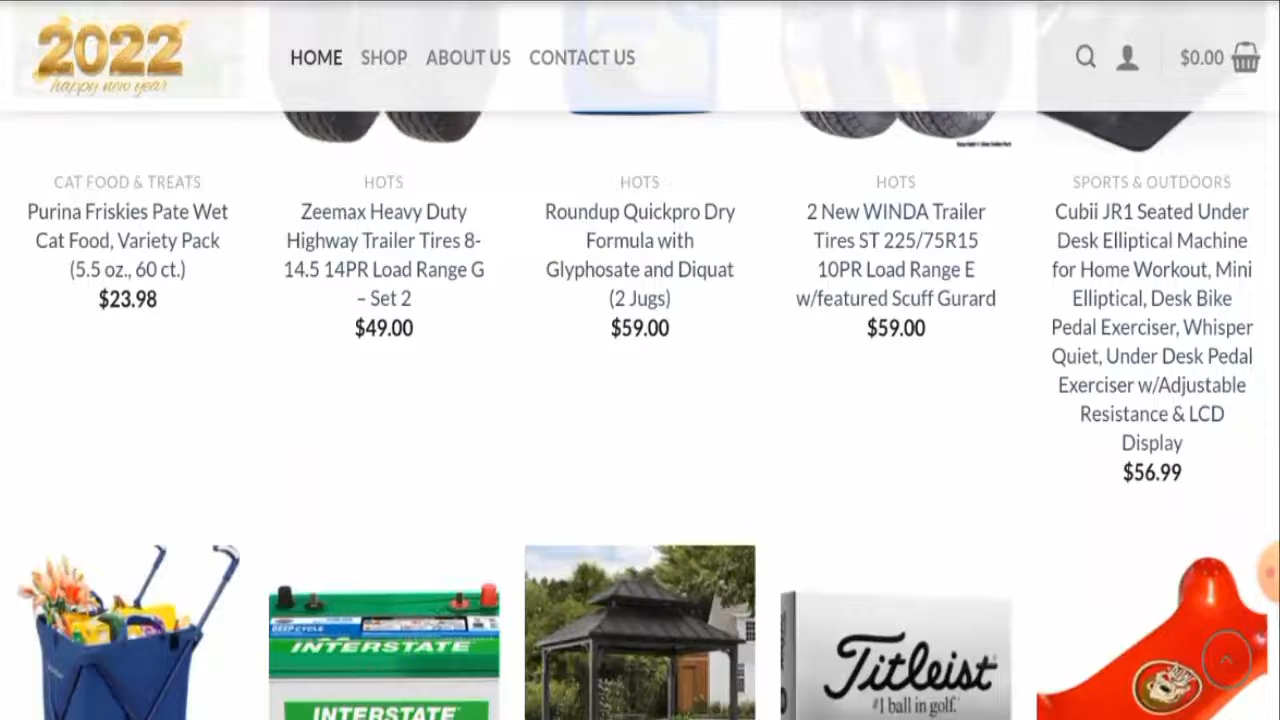 2022
happy new year
HOME SHOP ABOUT US CONTACT US
$0.00
CAT FOOD & TREATS
Purina Friskies Pate Wet
Cat Food, Variety Pack
(5.5 oz., 60 ct.)
$23.98
HOTS
Zeemax Heavy Duty
Highway Trailer Tires 8-
14.5 14PR Load Range G
– Set 2
$49.00
HOTS
Roundup Quickpro Dry
Formula with
Glyphosate and Diquat
(2 Jugs)
$59.00
HOTS
2 New WINDA Trailer
Tires ST 225/75R15
10PR Load Range E
w/featured Scuff Gurard
$59.00
SPORTS & OUTDOORS
Cubii JR1 Seated Under
Desk Elliptical Machine
for Home Workout, Mini
Elliptical, Desk Bike
Pedal Exerciser, Whisper
Quiet, Under Desk Pedal
Exerciser w/Adjustable
Resistance & LCD
Display
$56.99
DEEP CYCLE
INTERSTATE
INTERSTATE
Titleist
#1 ball in golf.